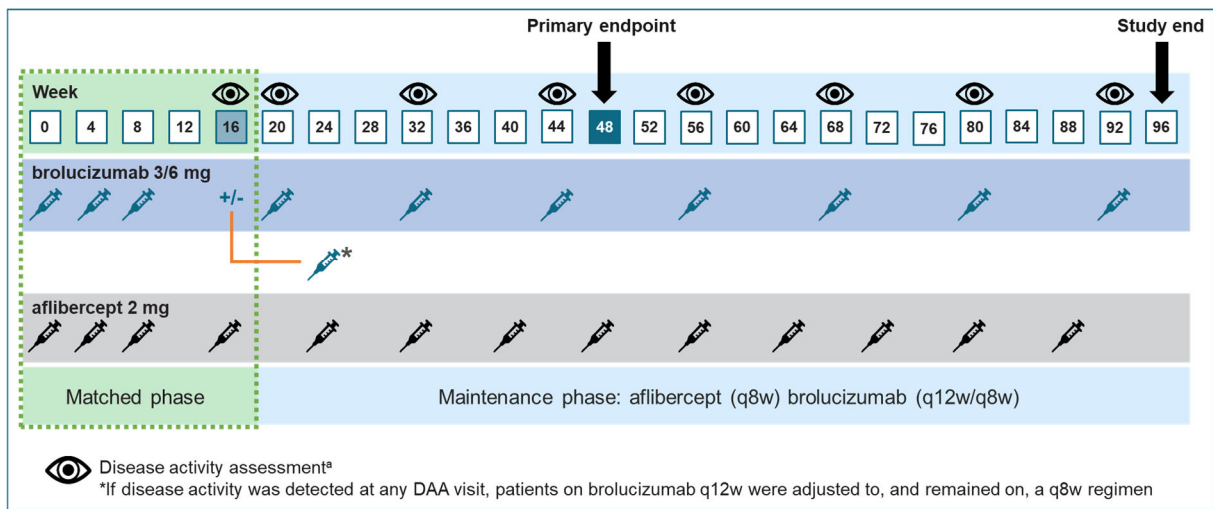 Primary endpoint
Study end
Week
0 4 8 12 16 20 24 28 32 36 40 44 48 52 56 60 64 68 72 76 80 84 88 92 96
brolucizumab 3/6 mg
+/-
*
aflibercept 2 mg
Matched phase
Maintenance phase: aflibercept (q8w) brolucizumab (q12w/q8w)
Disease activity assessmentᵃ
*If disease activity was detected at any DAA visit, patients on brolucizumab q12w were adjusted to, and remained on, a q8w regimen